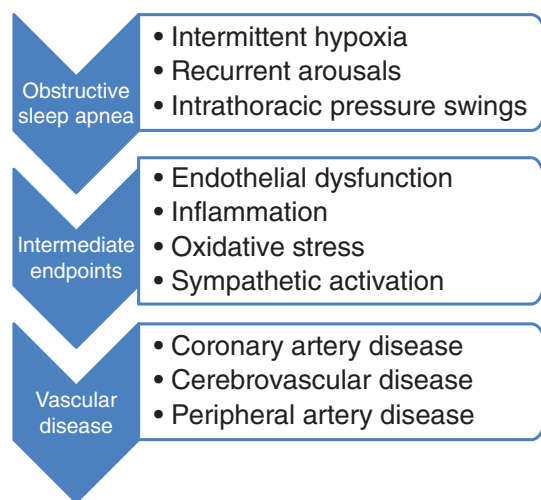 Obstructive
sleep apnea
• Intermittent hypoxia
• Recurrent arousals
• Intrathoracic pressure swings
Intermediate
endpoints
• Endothelial dysfunction
• Inflammation
• Oxidative stress
• Sympathetic activation
Vascular
disease
• Coronary artery disease
• Cerebrovascular disease
• Peripheral artery disease